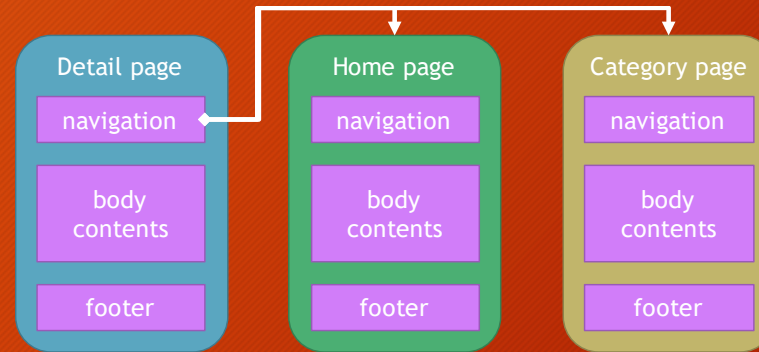 Detail page
navigation
body
contents
footer
Home page
navigation
body
contents
footer
Category page
navigation
body
contents
footer